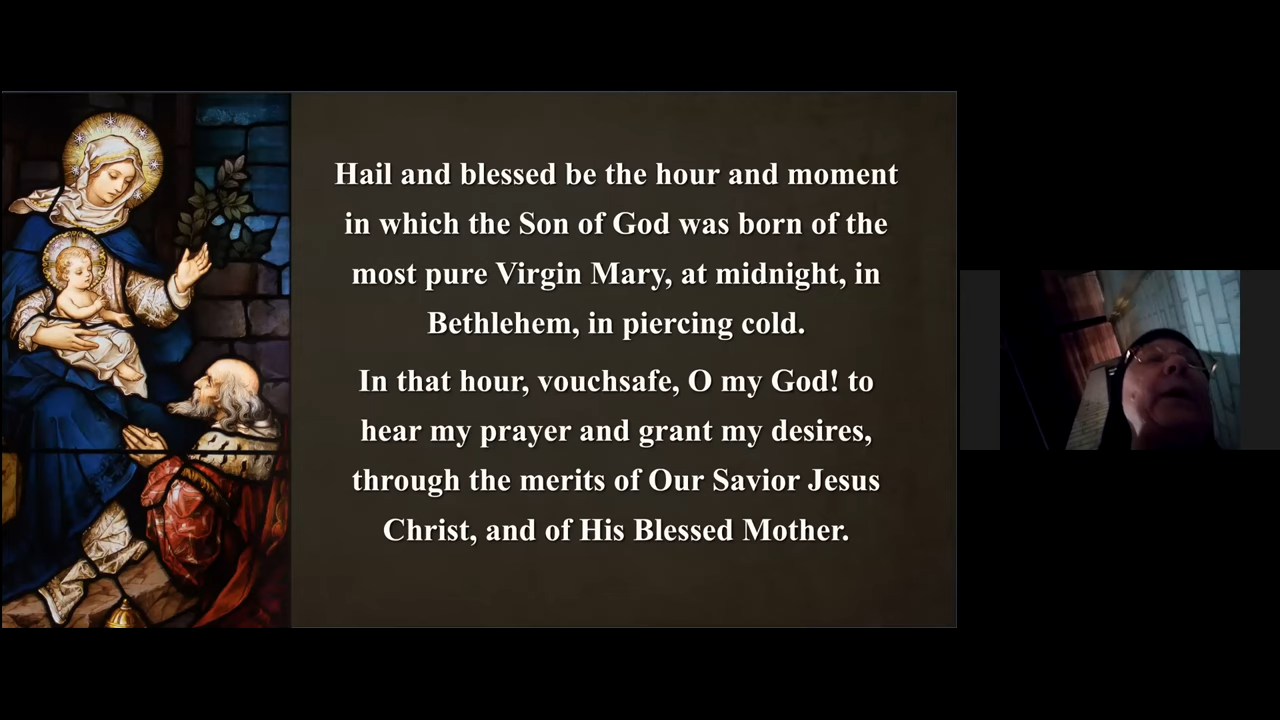 Hail and blessed be the hour and moment
in which the Son of God was born of the
most pure Virgin Mary, at midnight, in
Bethlehem, in piercing cold.
In that hour, vouchsafe, O my God! to
hear my prayer and grant my desires,
through the merits of Our Savior Jesus
Christ, and of His Blessed Mother.